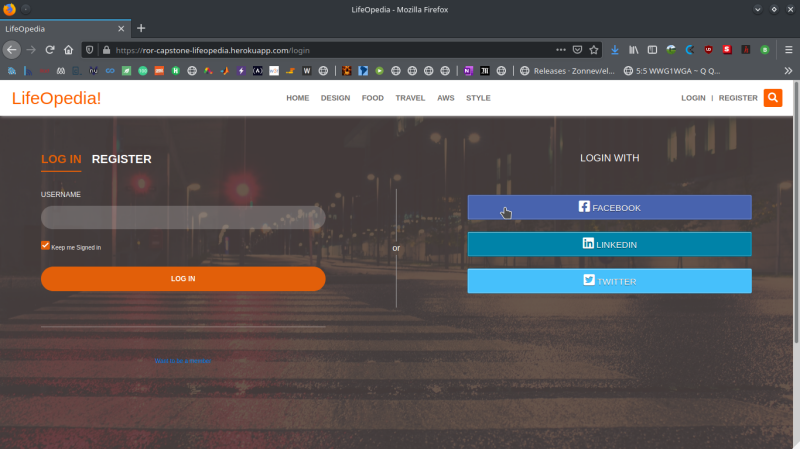 LifeOpedia - Mozilla Firefox
LifeOpedia
https://ror-capstone-lifeopedia.herokuapp.com/login
Releases · Zonnev/el...
5:5 WWG1WGA ~ Q Q...
LifeOpedia!
HOME DESIGN FOOD TRAVEL AWS STYLE
LOGIN | REGISTER
LOG IN REGISTER
USERNAME
Keep me Signed in
LOG IN
or
LOGIN WITH
FACEBOOK
LINKEDIN
TWITTER